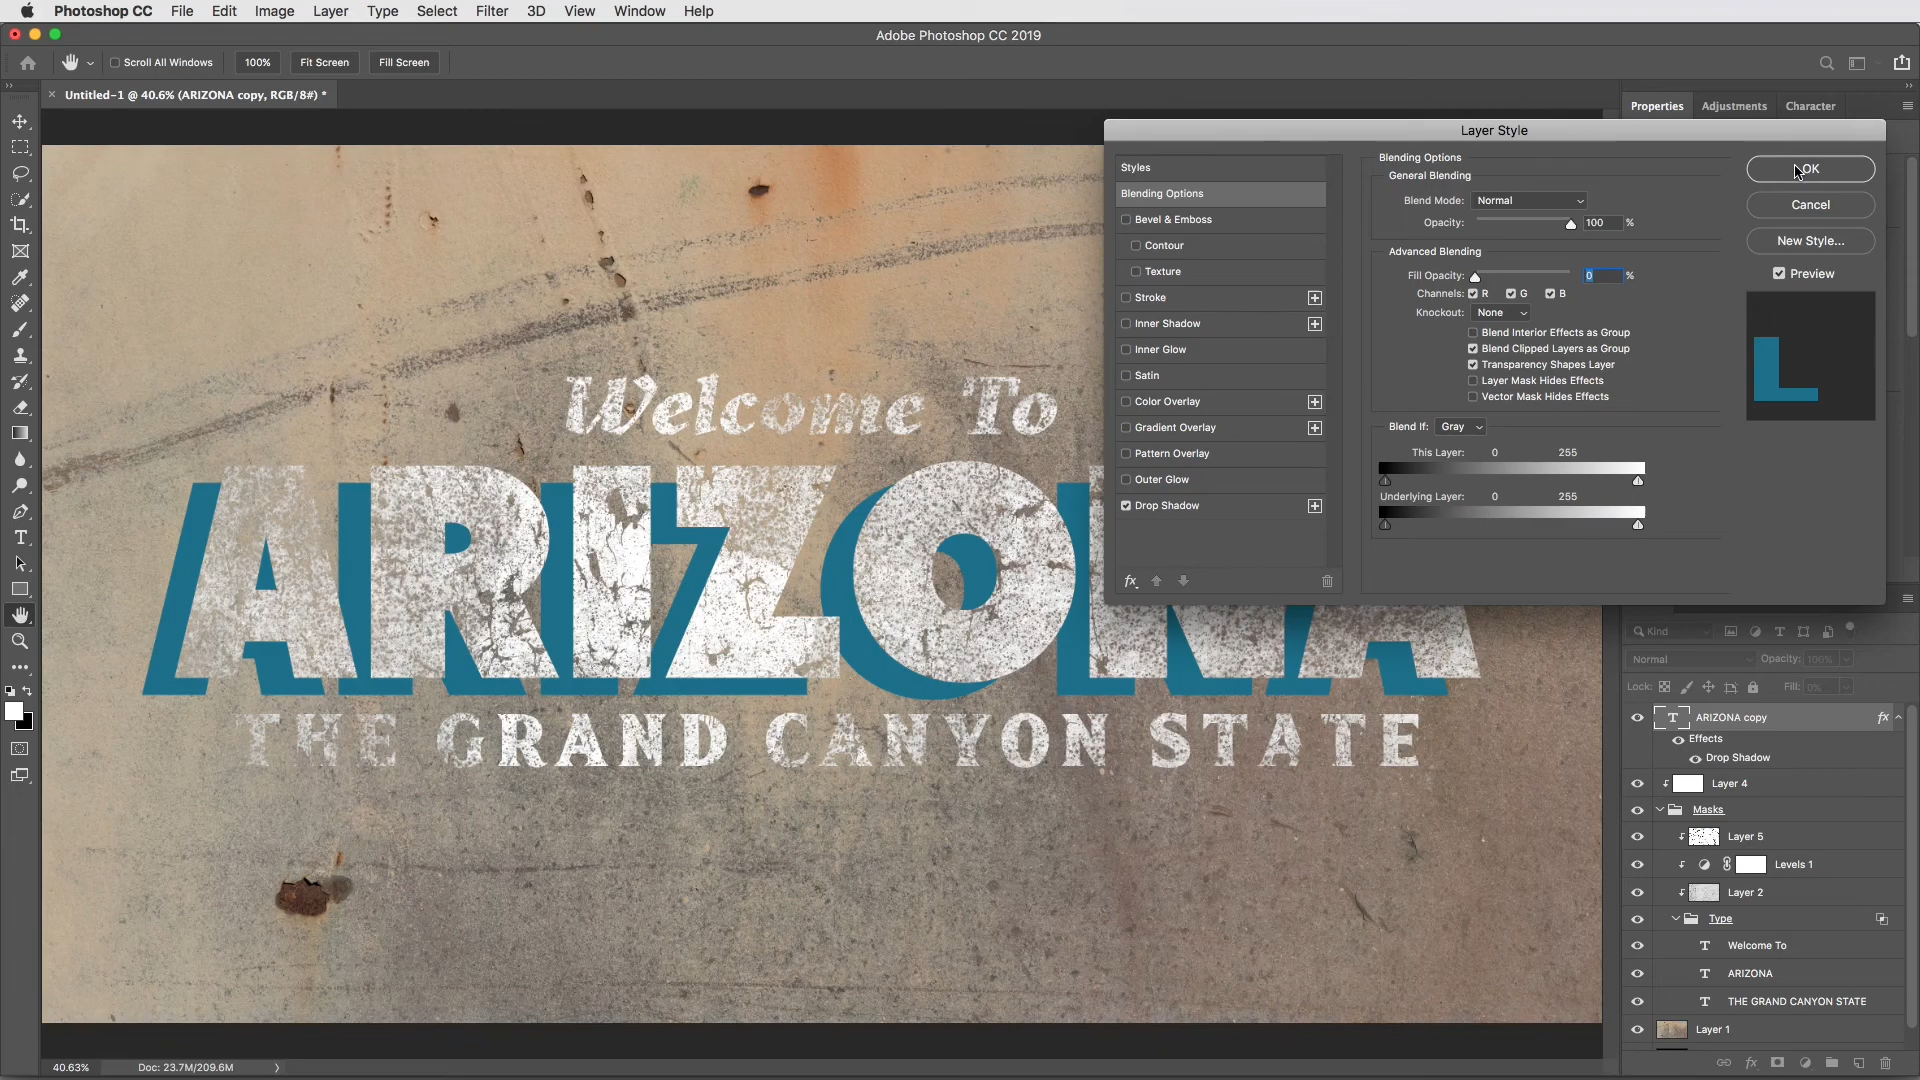 Photoshop CC File Edit Image Layer Type Select Filter 3D View Window Help
Adobe Photoshop CC 2019
Scroll All Windows 100% Fit Screen Fill Screen
× Untitled-1 @ 40.6% (ARIZONA copy, RGB/8#) *
Properties Adjustments Character
Layer Style
Styles
Blending Options
Bevel & Emboss
Contour
Texture
Stroke
Inner Shadow
Inner Glow
Satin
Color Overlay
Gradient Overlay
Pattern Overlay
Outer Glow
Drop Shadow
fx
Blending Options
General Blending
Blend Mode: Normal
Opacity: 100 %
Advanced Blending
Fill Opacity: 0 %
Channels: R G B
Knockout: None
Blend Interior Effects as Group
Blend Clipped Layers as Group
Transparency Shapes Layer
Layer Mask Hides Effects
Vector Mask Hides Effects
Blend If: Gray
This Layer: 0 255
Underlying Layer: 0 255
OK
Cancel
New Style...
Preview
Welcome To
ARIZONA
THE GRAND CANYON STATE
Kind
Normal Opacity: 100%
Lock: Fill: 0%
T ARIZONA copy fx
Effects
Drop Shadow
Layer 4
Masks
Layer 5
Levels 1
Layer 2
Type
T Welcome To
T ARIZONA
T THE GRAND CANYON STATE
Layer 1
fx
40.63% Doc: 23.7M/209.6M